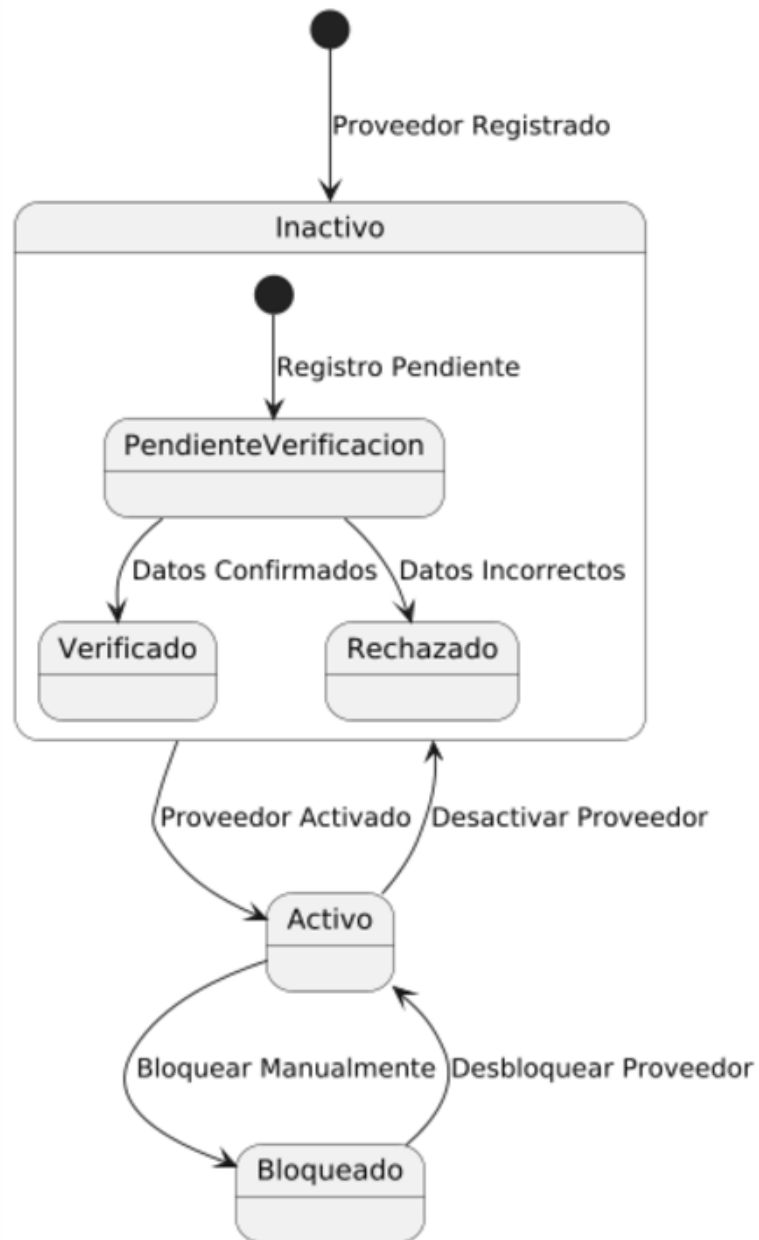 Proveedor Registrado
Inactivo
Registro Pendiente
PendienteVerificacion
Datos Confirmados
Datos Incorrectos
Verificado
Rechazado
Proveedor Activado
Desactivar Proveedor
Activo
Bloquear Manualmente
Desbloquear Proveedor
Bloqueado